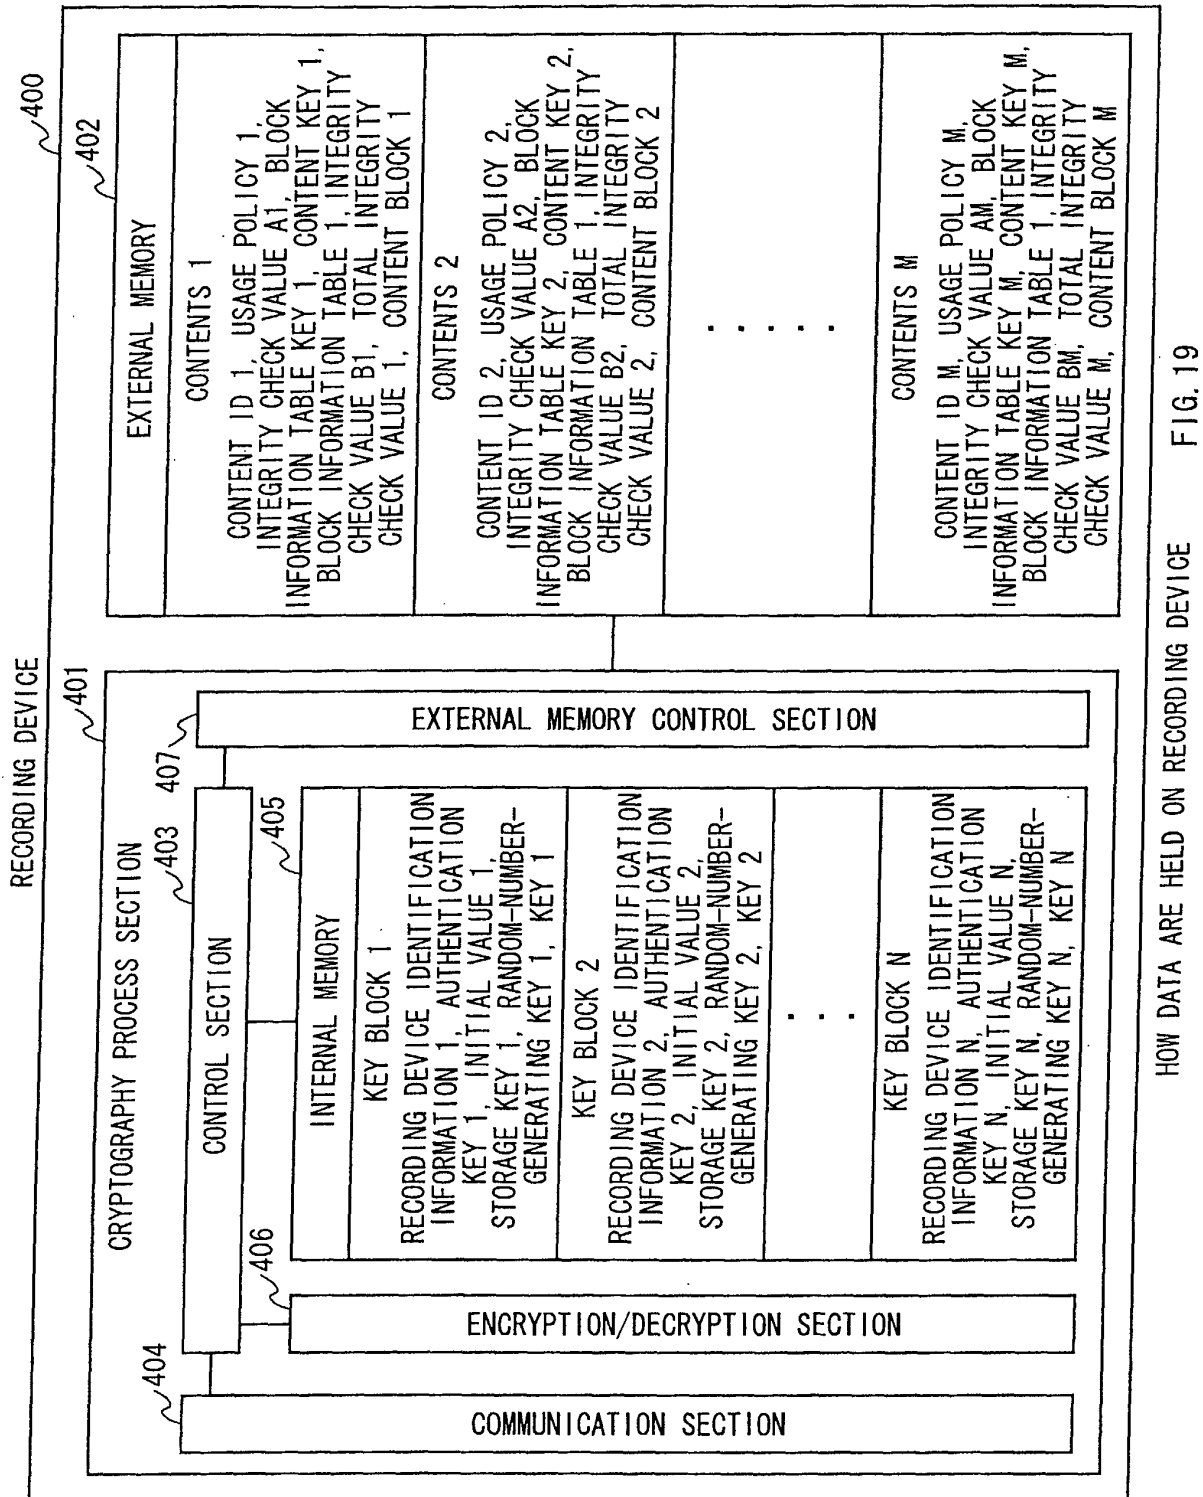 RECORDING DEVICE
400
401
CRYPTOGRAPHY PROCESS SECTION
403
CONTROL SECTION
404
COMMUNICATION SECTION
406
ENCRYPTION/DECRYPTION SECTION
405
INTERNAL MEMORY
KEY BLOCK 1
RECORDING DEVICE IDENTIFICATION
INFORMATION 1, AUTHENTICATION
KEY 1, INITIAL VALUE 1,
STORAGE KEY 1, RANDOM-NUMBER-
GENERATING KEY 1, KEY 1
KEY BLOCK 2
RECORDING DEVICE IDENTIFICATION
INFORMATION 2, AUTHENTICATION
KEY 2, INITIAL VALUE 2,
STORAGE KEY 2, RANDOM-NUMBER-
GENERATING KEY 2, KEY 2
. . .
KEY BLOCK N
RECORDING DEVICE IDENTIFICATION
INFORMATION N, AUTHENTICATION
KEY N, INITIAL VALUE N,
STORAGE KEY N, RANDOM-NUMBER-
GENERATING KEY N, KEY N
407
EXTERNAL MEMORY CONTROL SECTION
402
EXTERNAL MEMORY
CONTENTS 1
CONTENT ID 1, USAGE POLICY 1,
INTEGRITY CHECK VALUE A1, BLOCK
INFORMATION TABLE KEY 1, CONTENT KEY 1,
BLOCK INFORMATION TABLE 1, INTEGRITY
CHECK VALUE B1, TOTAL INTEGRITY
CHECK VALUE 1, CONTENT BLOCK 1
CONTENTS 2
CONTENT ID 2, USAGE POLICY 2,
INTEGRITY CHECK VALUE A2, BLOCK
INFORMATION TABLE KEY 2, CONTENT KEY 2,
BLOCK INFORMATION TABLE 1, INTEGRITY
CHECK VALUE B2, TOTAL INTEGRITY
CHECK VALUE 2, CONTENT BLOCK 2
. . . . .
CONTENTS M
CONTENT ID M, USAGE POLICY M,
INTEGRITY CHECK VALUE AM, BLOCK
INFORMATION TABLE KEY M, CONTENT KEY M,
BLOCK INFORMATION TABLE 1, INTEGRITY
CHECK VALUE BM, TOTAL INTEGRITY
CHECK VALUE M, CONTENT BLOCK M
HOW DATA ARE HELD ON RECORDING DEVICE
FIG. 19